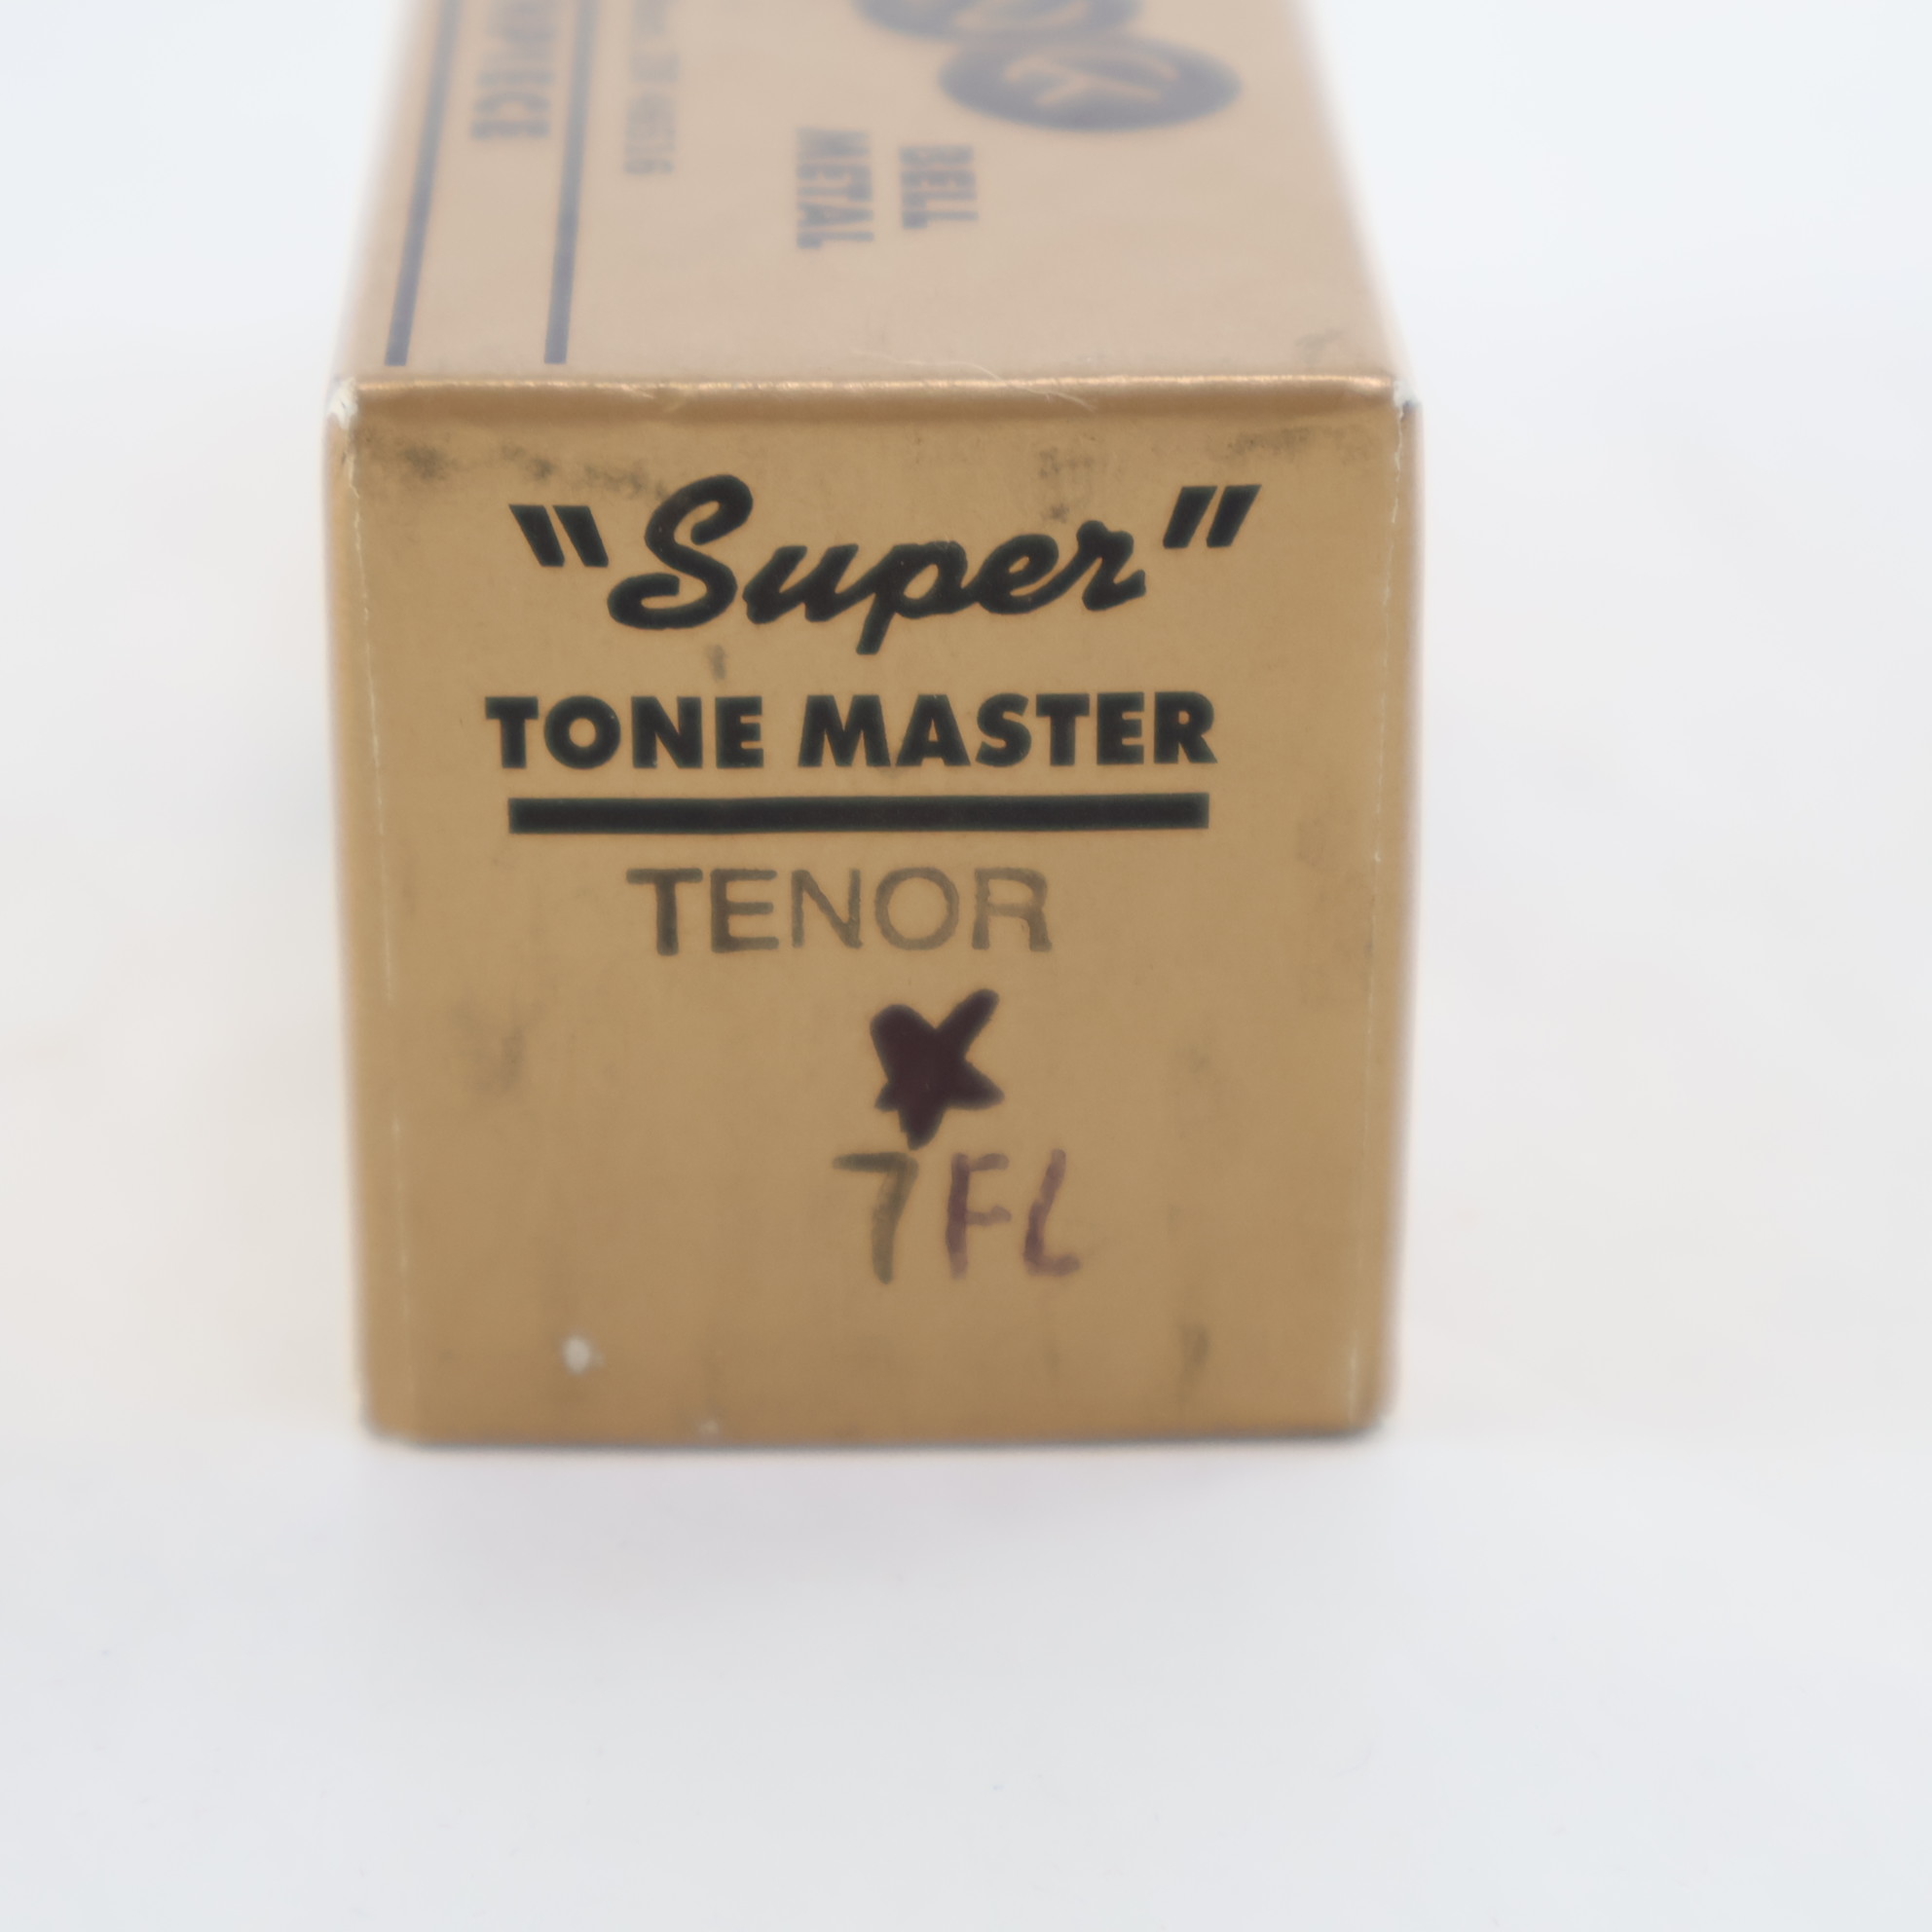 "Super"
TONE MASTER
TENOR
7FL
BELL
METAL